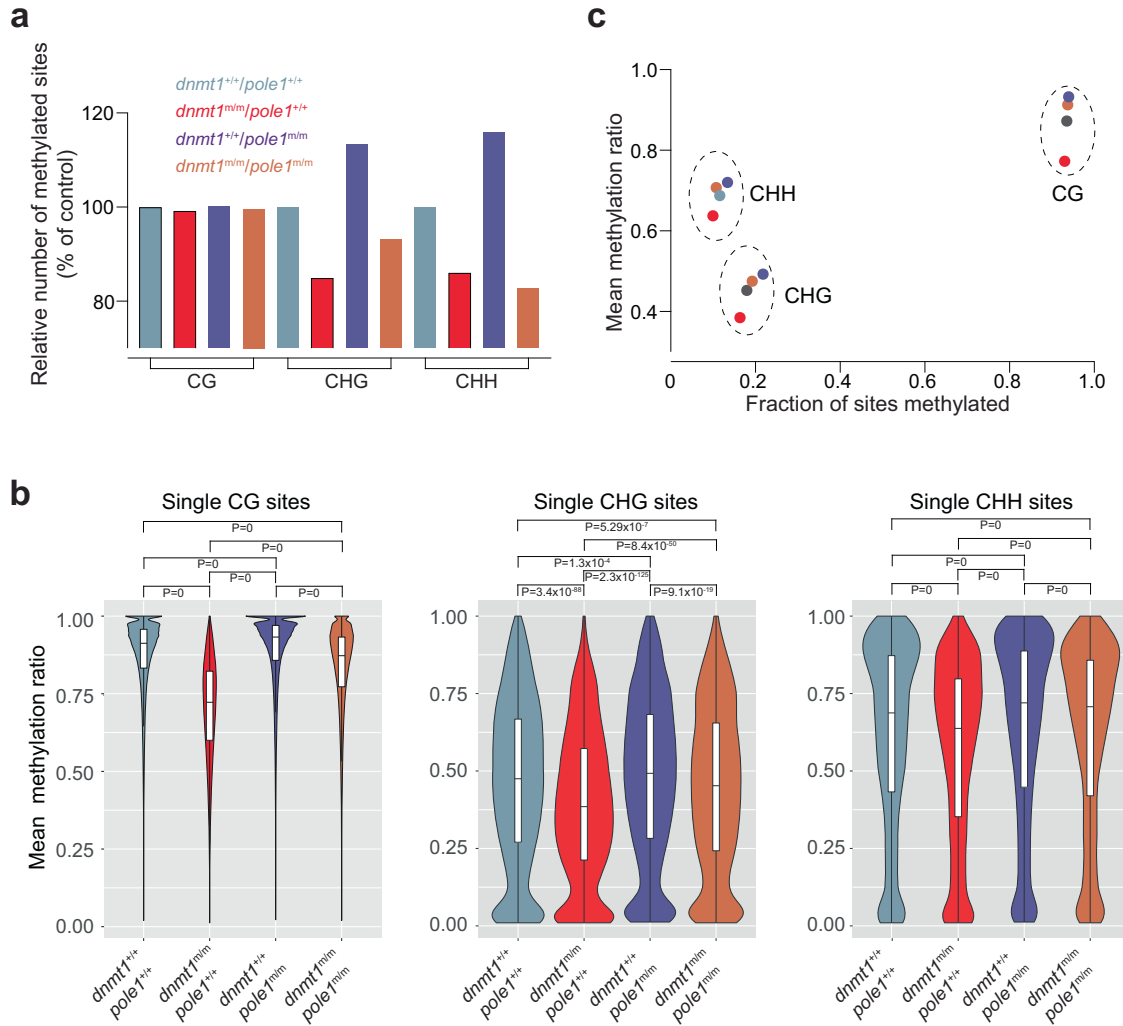 a
dnmt1+/+/pole1+/+
dnmt1m/m/pole1+/+
dnmt1+/+/pole1m/m
dnmt1m/m/pole1m/m
Relative number of methylated sites
(% of control)
120
100
80
CG
CHG
CHH
c
Mean methylation ratio
1.0
0.8
0.6
0.4
CHH
CG
CHG
0
0.2
0.4
0.6
0.8
1.0
Fraction of sites methylated
b
Mean methylation ratio
Single CG sites
P=0
P=0
P=0
P=0
P=0
P=0
1.00
0.75
0.50
0.25
0.00
dnmt1+/+
pole1+/+
dnmt1m/m
pole1+/+
dnmt1+/+
pole1m/m
dnmt1m/m
pole1m/m
Single CHG sites
P=5.29x10-7
P=8.4x10-50
P=1.3x10-4
P=2.3x10-125
P=3.4x10-88
P=9.1x10-19
1.00
0.75
0.50
0.25
0.00
dnmt1+/+
pole1+/+
dnmt1m/m
pole1+/+
dnmt1+/+
pole1m/m
dnmt1m/m
pole1m/m
Single CHH sites
P=0
P=0
P=0
P=0
P=0
P=0
1.00
0.75
0.50
0.25
0.00
dnmt1+/+
pole1+/+
dnmt1m/m
pole1+/+
dnmt1+/+
pole1m/m
dnmt1m/m
pole1m/m